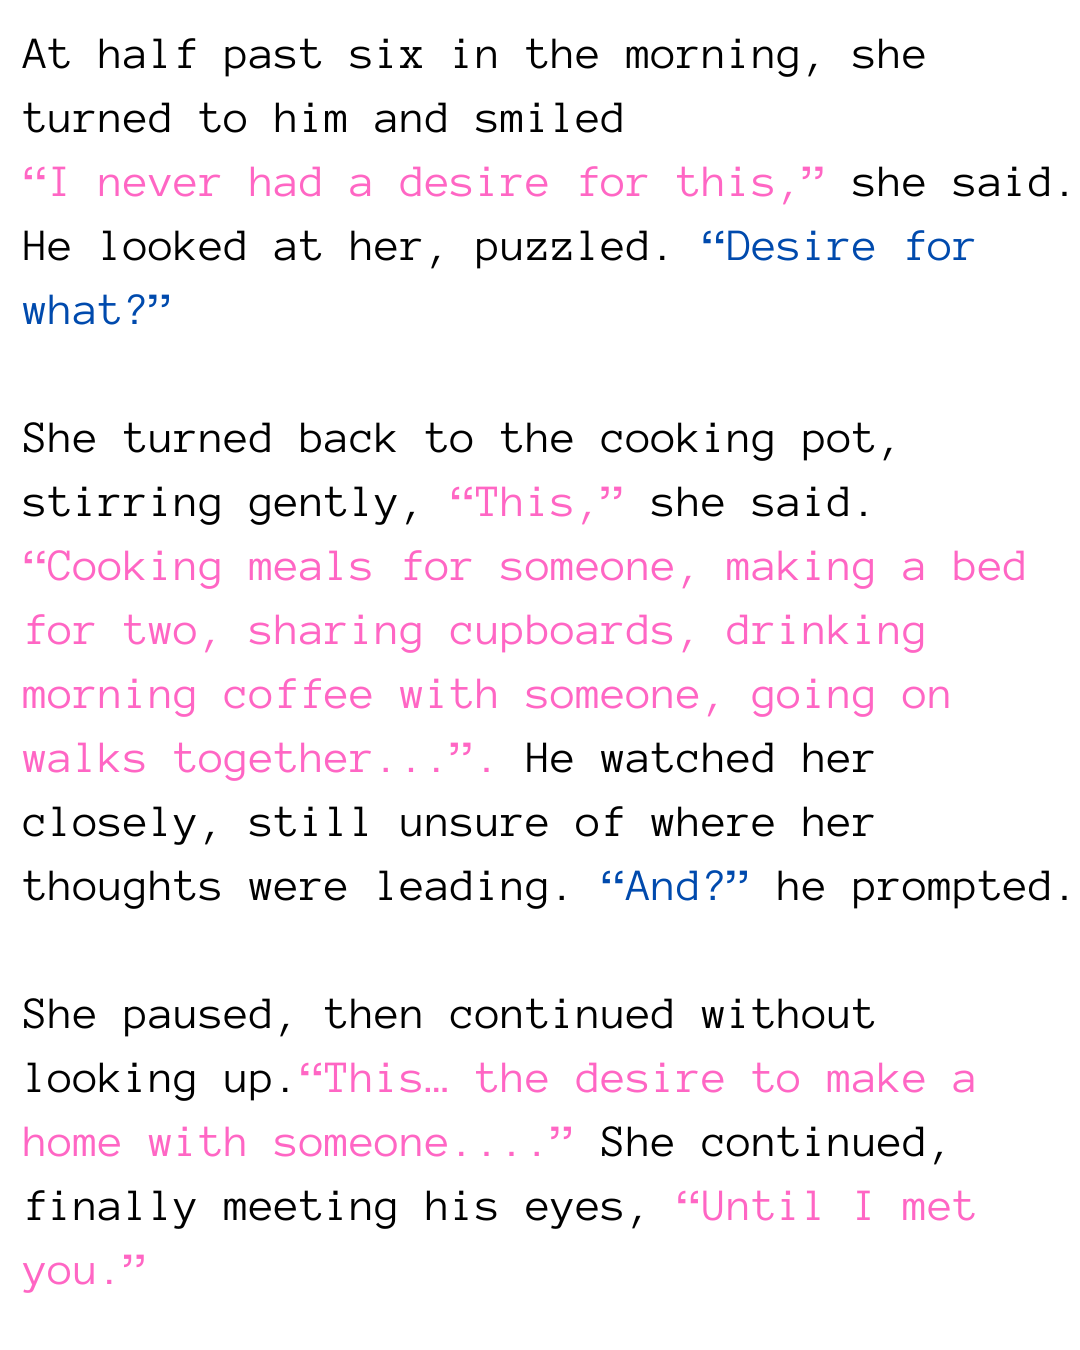 At half past six in the morning, she
turned to him and smiled
“I never had a desire for this,” she said.
He looked at her, puzzled. “Desire for
what?”
She turned back to the cooking pot,
stirring gently, “This,” she said.
“Cooking meals for someone, making a bed
for two, sharing cupboards, drinking
morning coffee with someone, going on
walks together...”. He watched her
closely, still unsure of where her
thoughts were leading. “And?” he prompted.
She paused, then continued without
looking up.“This… the desire to make a
home with someone....” She continued,
finally meeting his eyes, “Until I met
you.”